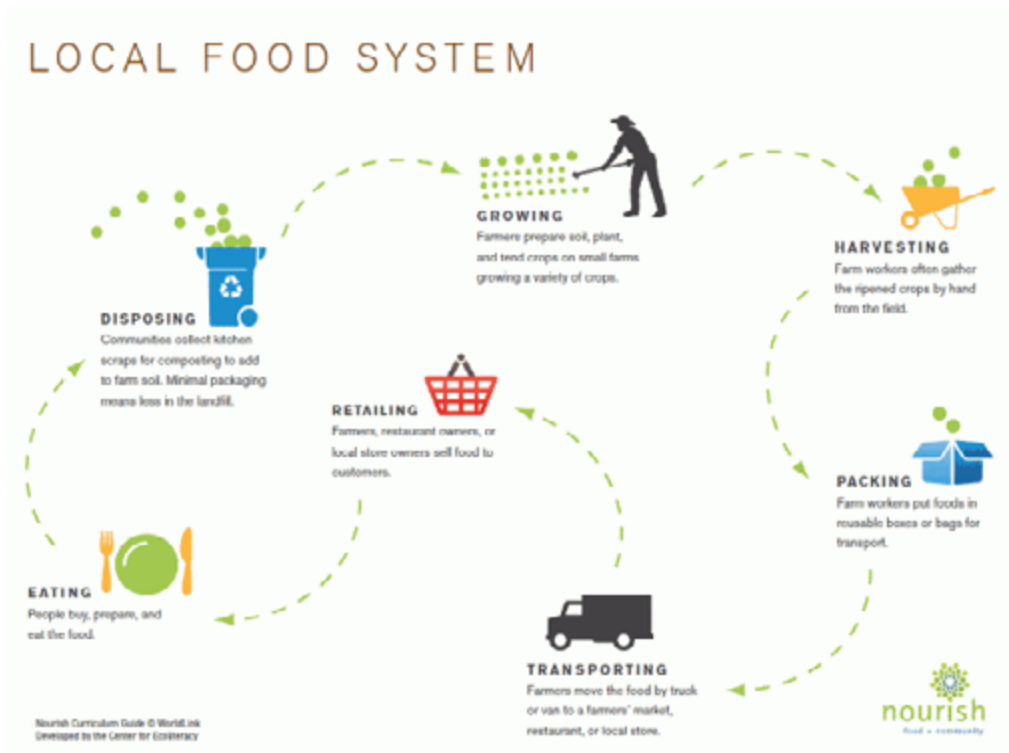 LOCAL FOOD SYSTEM
GROWING
Farmers prepare soil, plant,
and tend crops on small farms
growing a variety of crops.
HARVESTING
Farm workers often gather
the ripened crops by hand
from the field.
PACKING
Farm workers put foods in
reusable boxes or bags for
transport.
TRANSPORTING
Farmers move the food by truck
or van to a farmers' market,
restaurant, or local store.
RETAILING
Farmers, restaurant owners, or
local store owners sell food to
customers.
EATING
People buy, prepare, and
eat the food.
DISPOSING
Communities collect kitchen
scraps for composting to add
to farm soil. Minimal packaging
means less in the landfill.
Nourish Curriculum Guide © WorldLink
Developed by the Center for Ecoliteracy
nourish
food + community